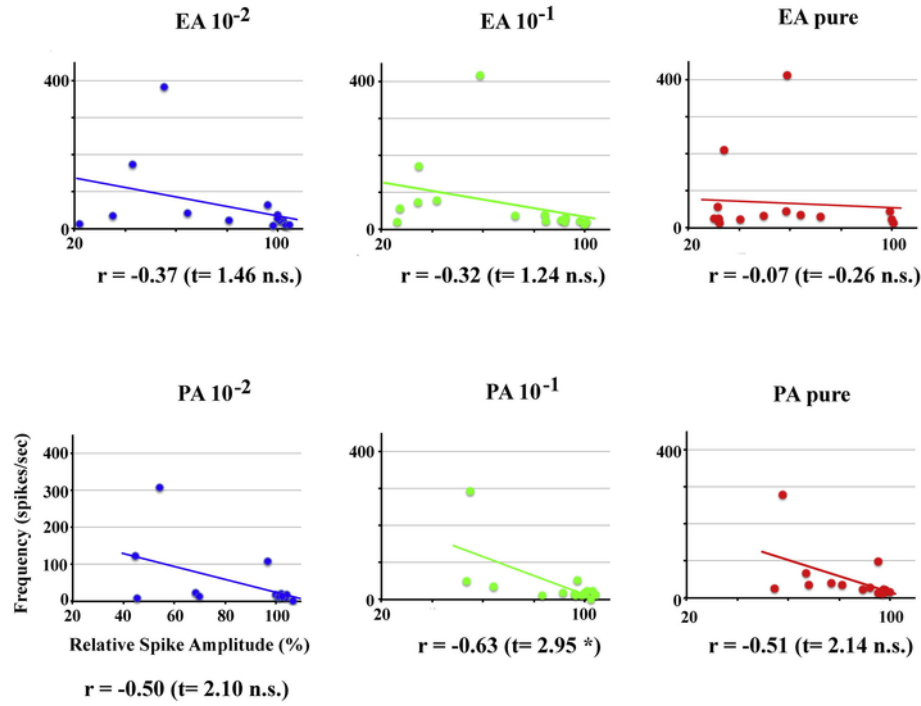 EA 10⁻² EA 10⁻¹ EA pure
400 400 400
0 0 0
20 100 20 100 20 100
r = -0.37 (t= 1.46 n.s.) r = -0.32 (t= 1.24 n.s.) r = -0.07 (t= -0.26 n.s.)
PA 10⁻² PA 10⁻¹ PA pure
Frequency (spikes/sec)
400 400 400
300
200
100
0 0 0
20 40 60 80 100 20 100 20 100
Relative Spike Amplitude (%)
r = -0.63 (t= 2.95 *) r = -0.51 (t= 2.14 n.s.)
r = -0.50 (t= 2.10 n.s.)